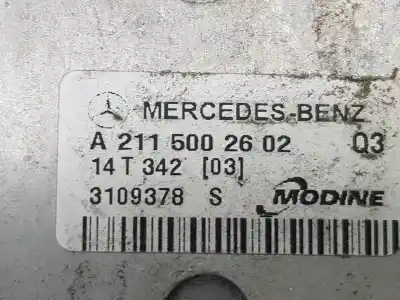 MERCEDES-BENZ
A 211 500 26 02 Q3
14 T 342 [03]
3109378 S MODINE